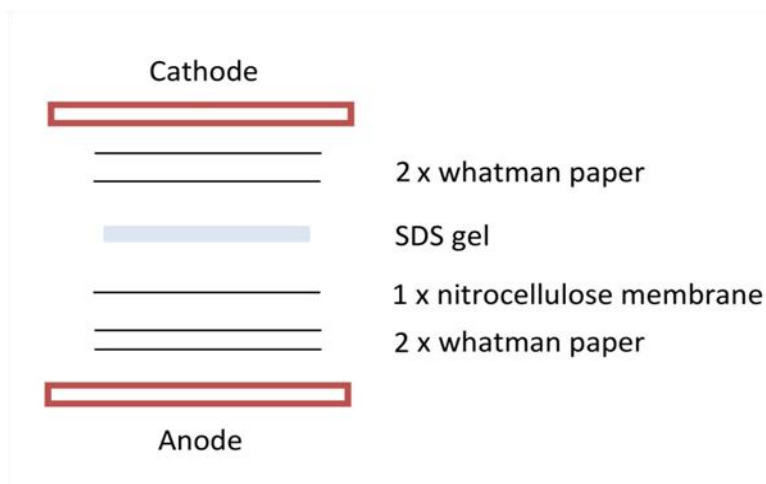 Cathode
2 x whatman paper
SDS gel
1 x nitrocellulose membrane
2 x whatman paper
Anode